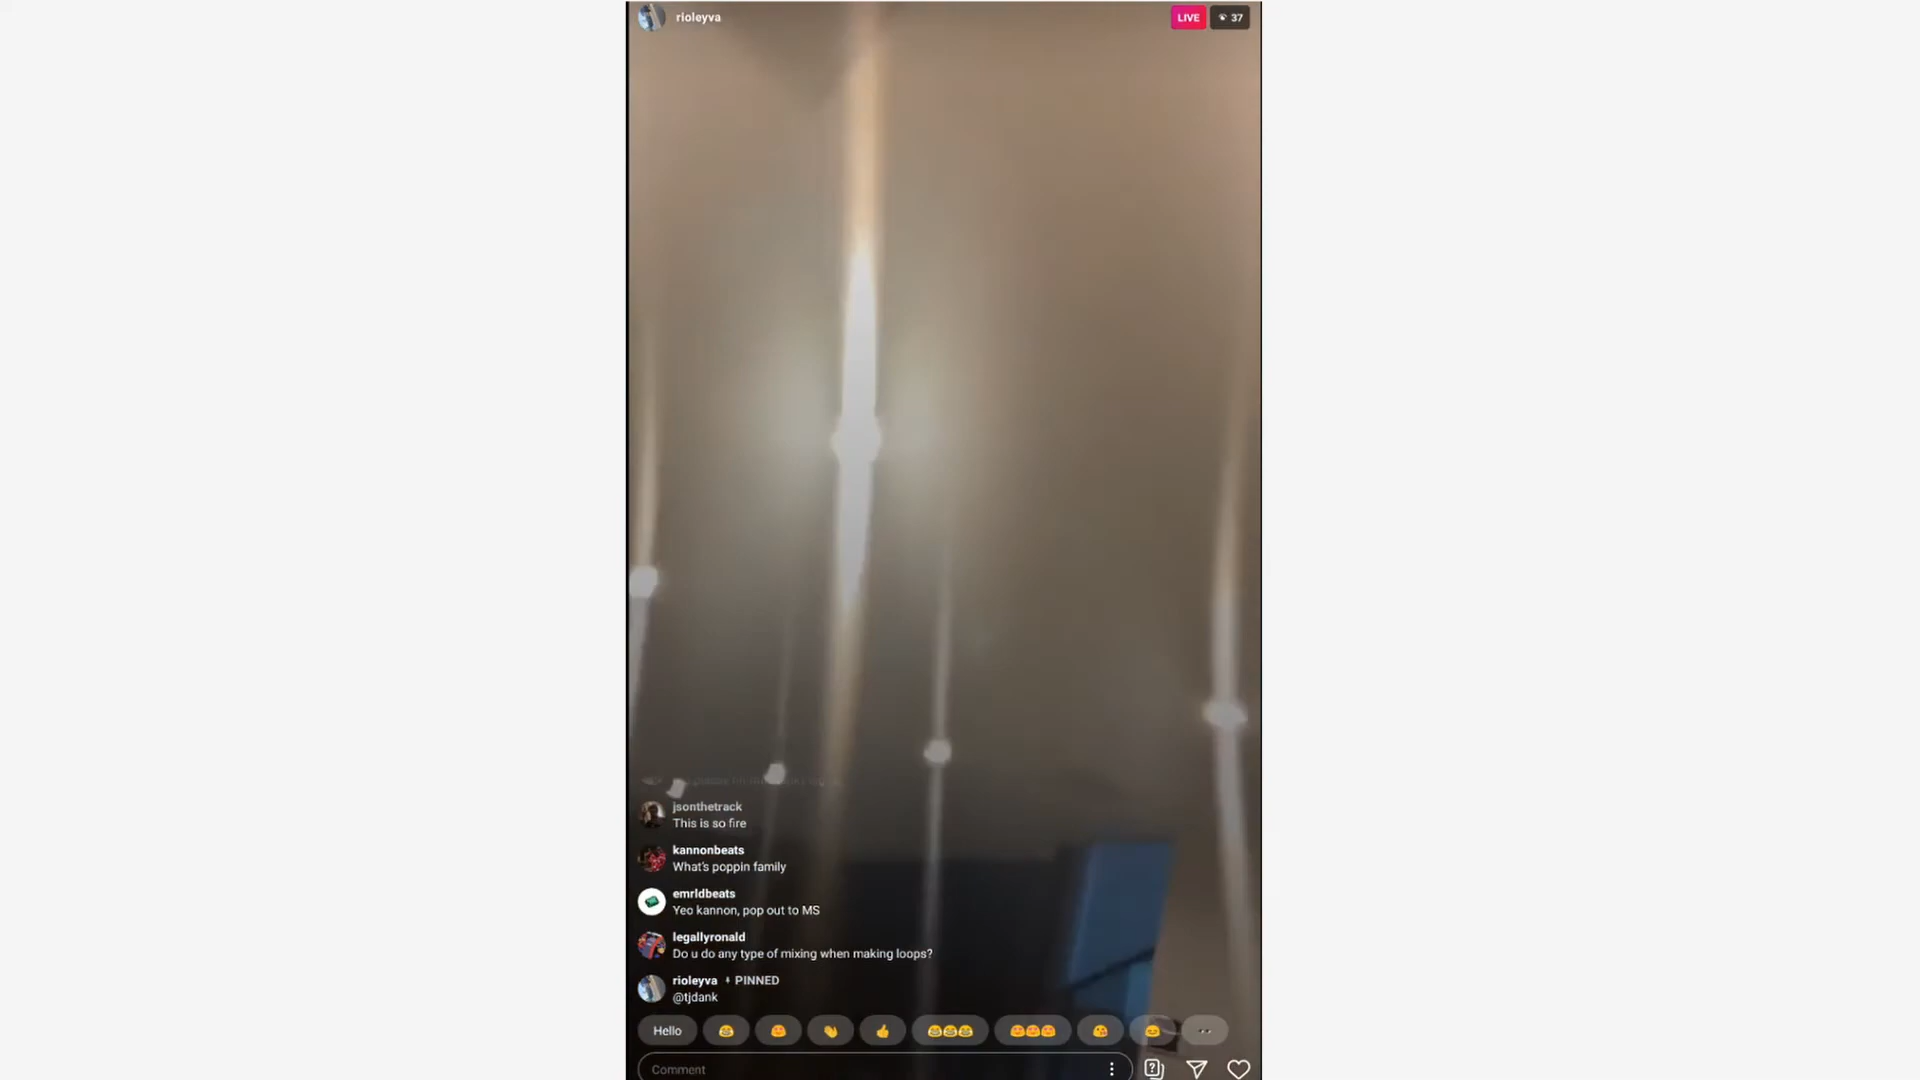 rioleyva
LIVE
37
jsonthetrack
This is so fire
kannonbeats
What's poppin family
emrldbeats
Yeo kannon, pop out to MS
legallyronald
Do u do any type of mixing when making loops?
rioleyva PINNED
@tjdank
Hello
Comment